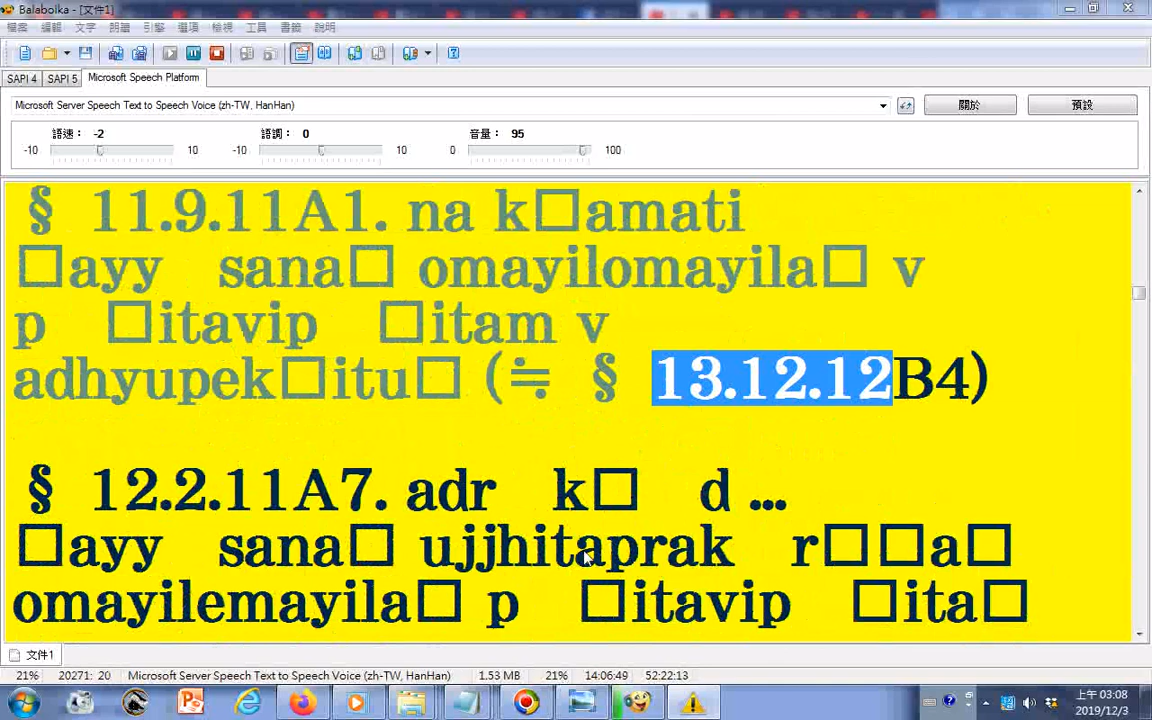 Balabolka - [文件1]
檔案 編輯 文字 朗讀 引擎 選項 檢視 工具 書籤 說明
SAPI 4 SAPI 5 Microsoft Speech Platform
Microsoft Server Speech Text to Speech Voice (zh-TW, HanHan) 關於 預設
語速： -2 語調： 0 音量： 95
-10 10 -10 10 0 100
§ 11.9.11A1. na k□amati
□ayy sana□ omayilomayila□ v
p □itavip □itam v
adhyupek□itu□ (≒ § 13.12.12B4)
§ 12.2.11A7. adr k□ d ...
□ayy sana□ ujjhitaprak r□□a□
omayilemayila□ p □itavip □ita□
文件1
21% 20271: 20 Microsoft Server Speech Text to Speech Voice (zh-TW, HanHan) 1.53 MB 21% 14:06:49 52:22:13
上午 03:08
2019/12/3